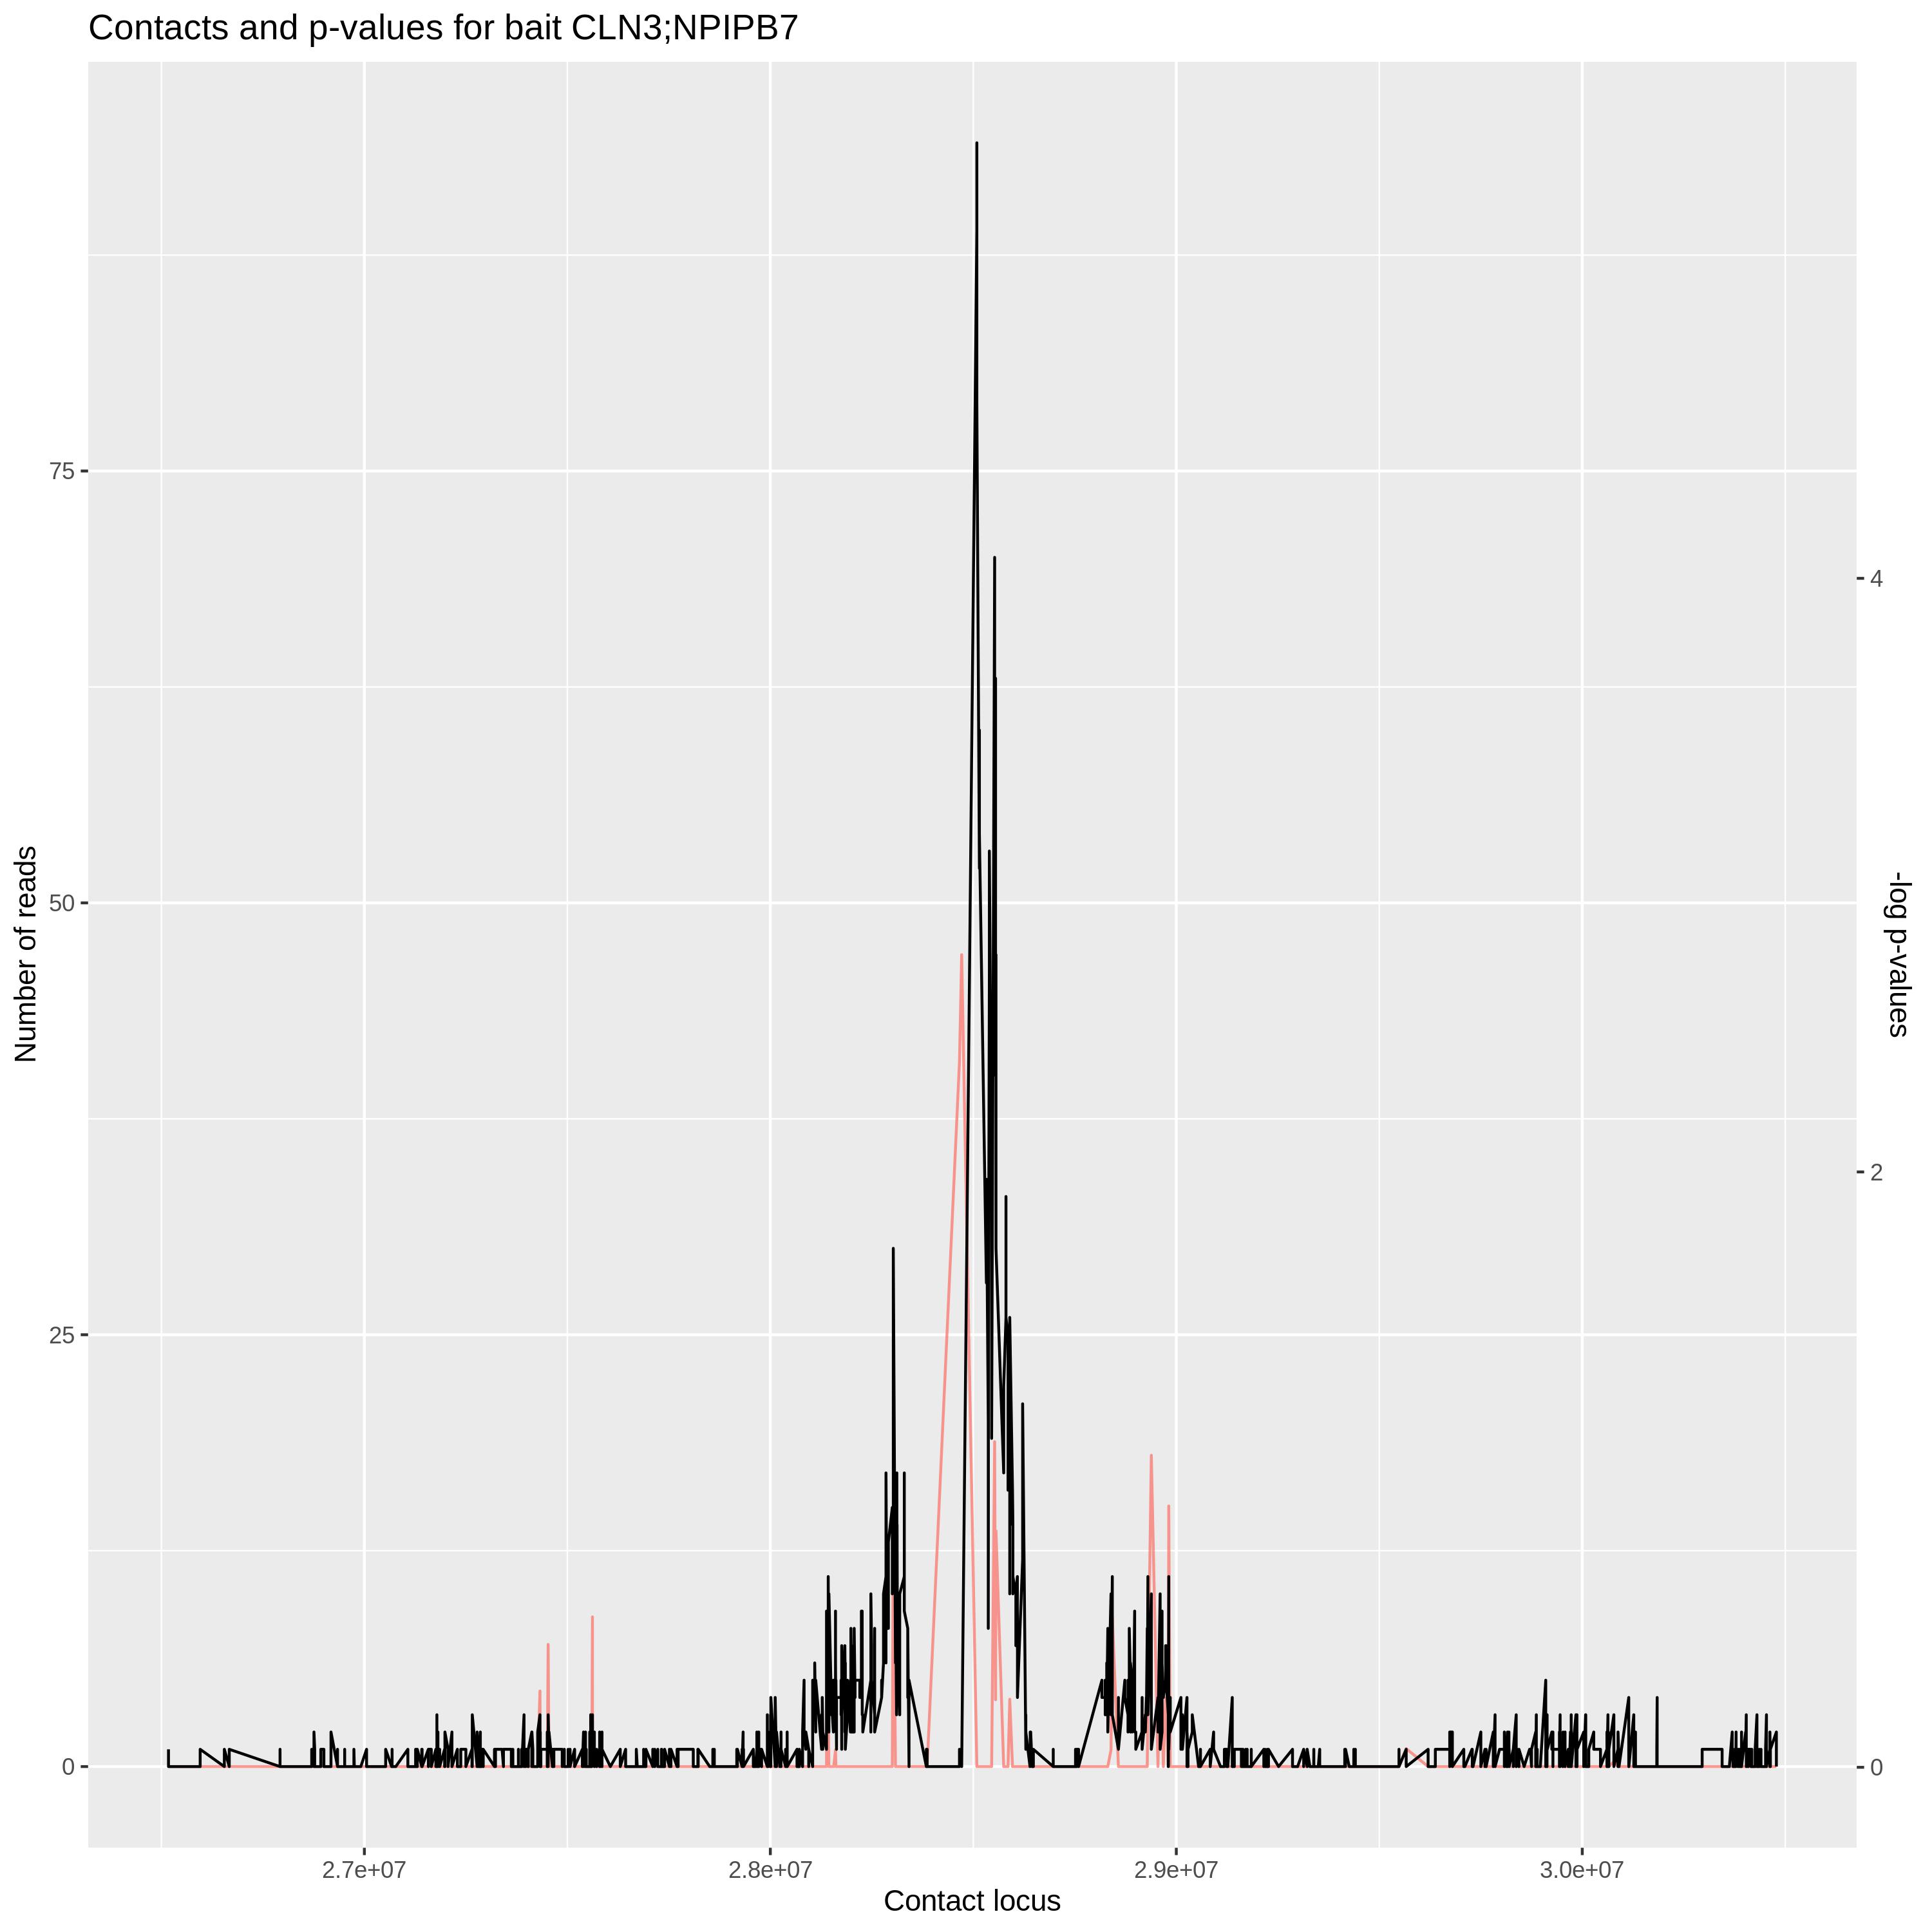 Contacts and p-values for bait CLN3;NPIPB7
Number of reads
75
50
25
0
4
2
0
-log p-values
2.7e+07
2.8e+07
2.9e+07
3.0e+07
Contact locus